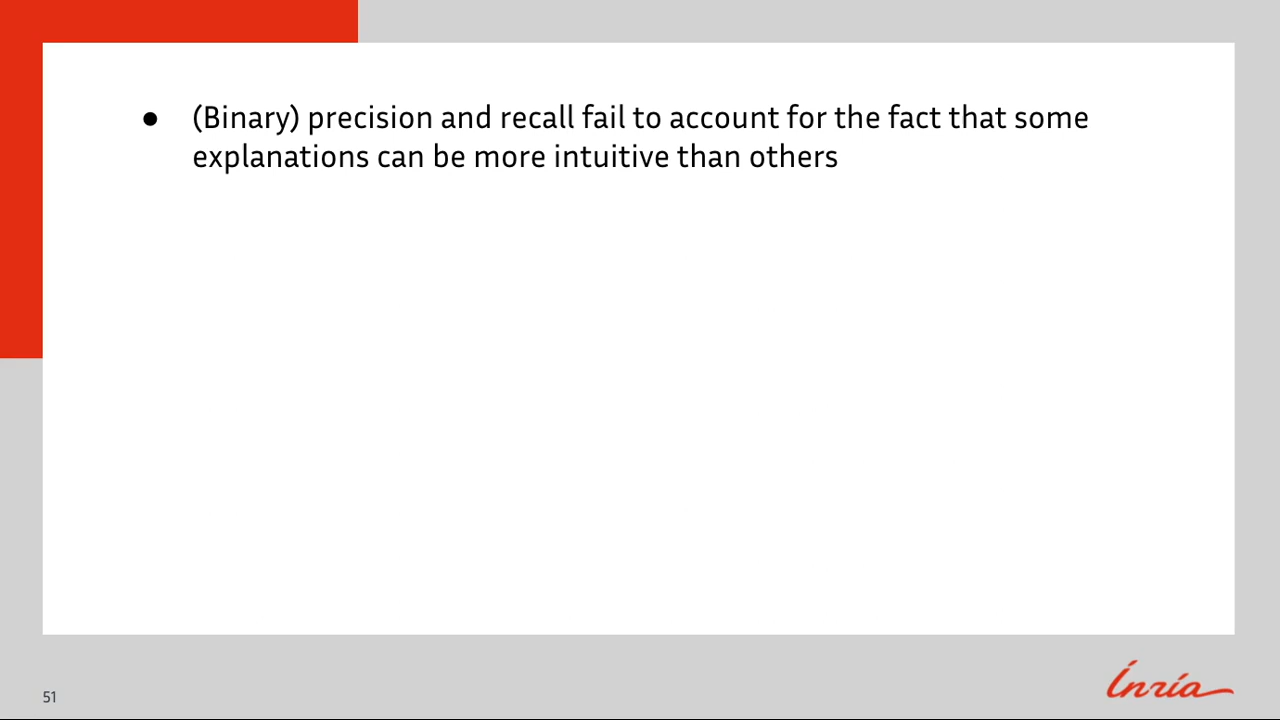 ● (Binary) precision and recall fail to account for the fact that some
explanations can be more intuitive than others
51
Inria